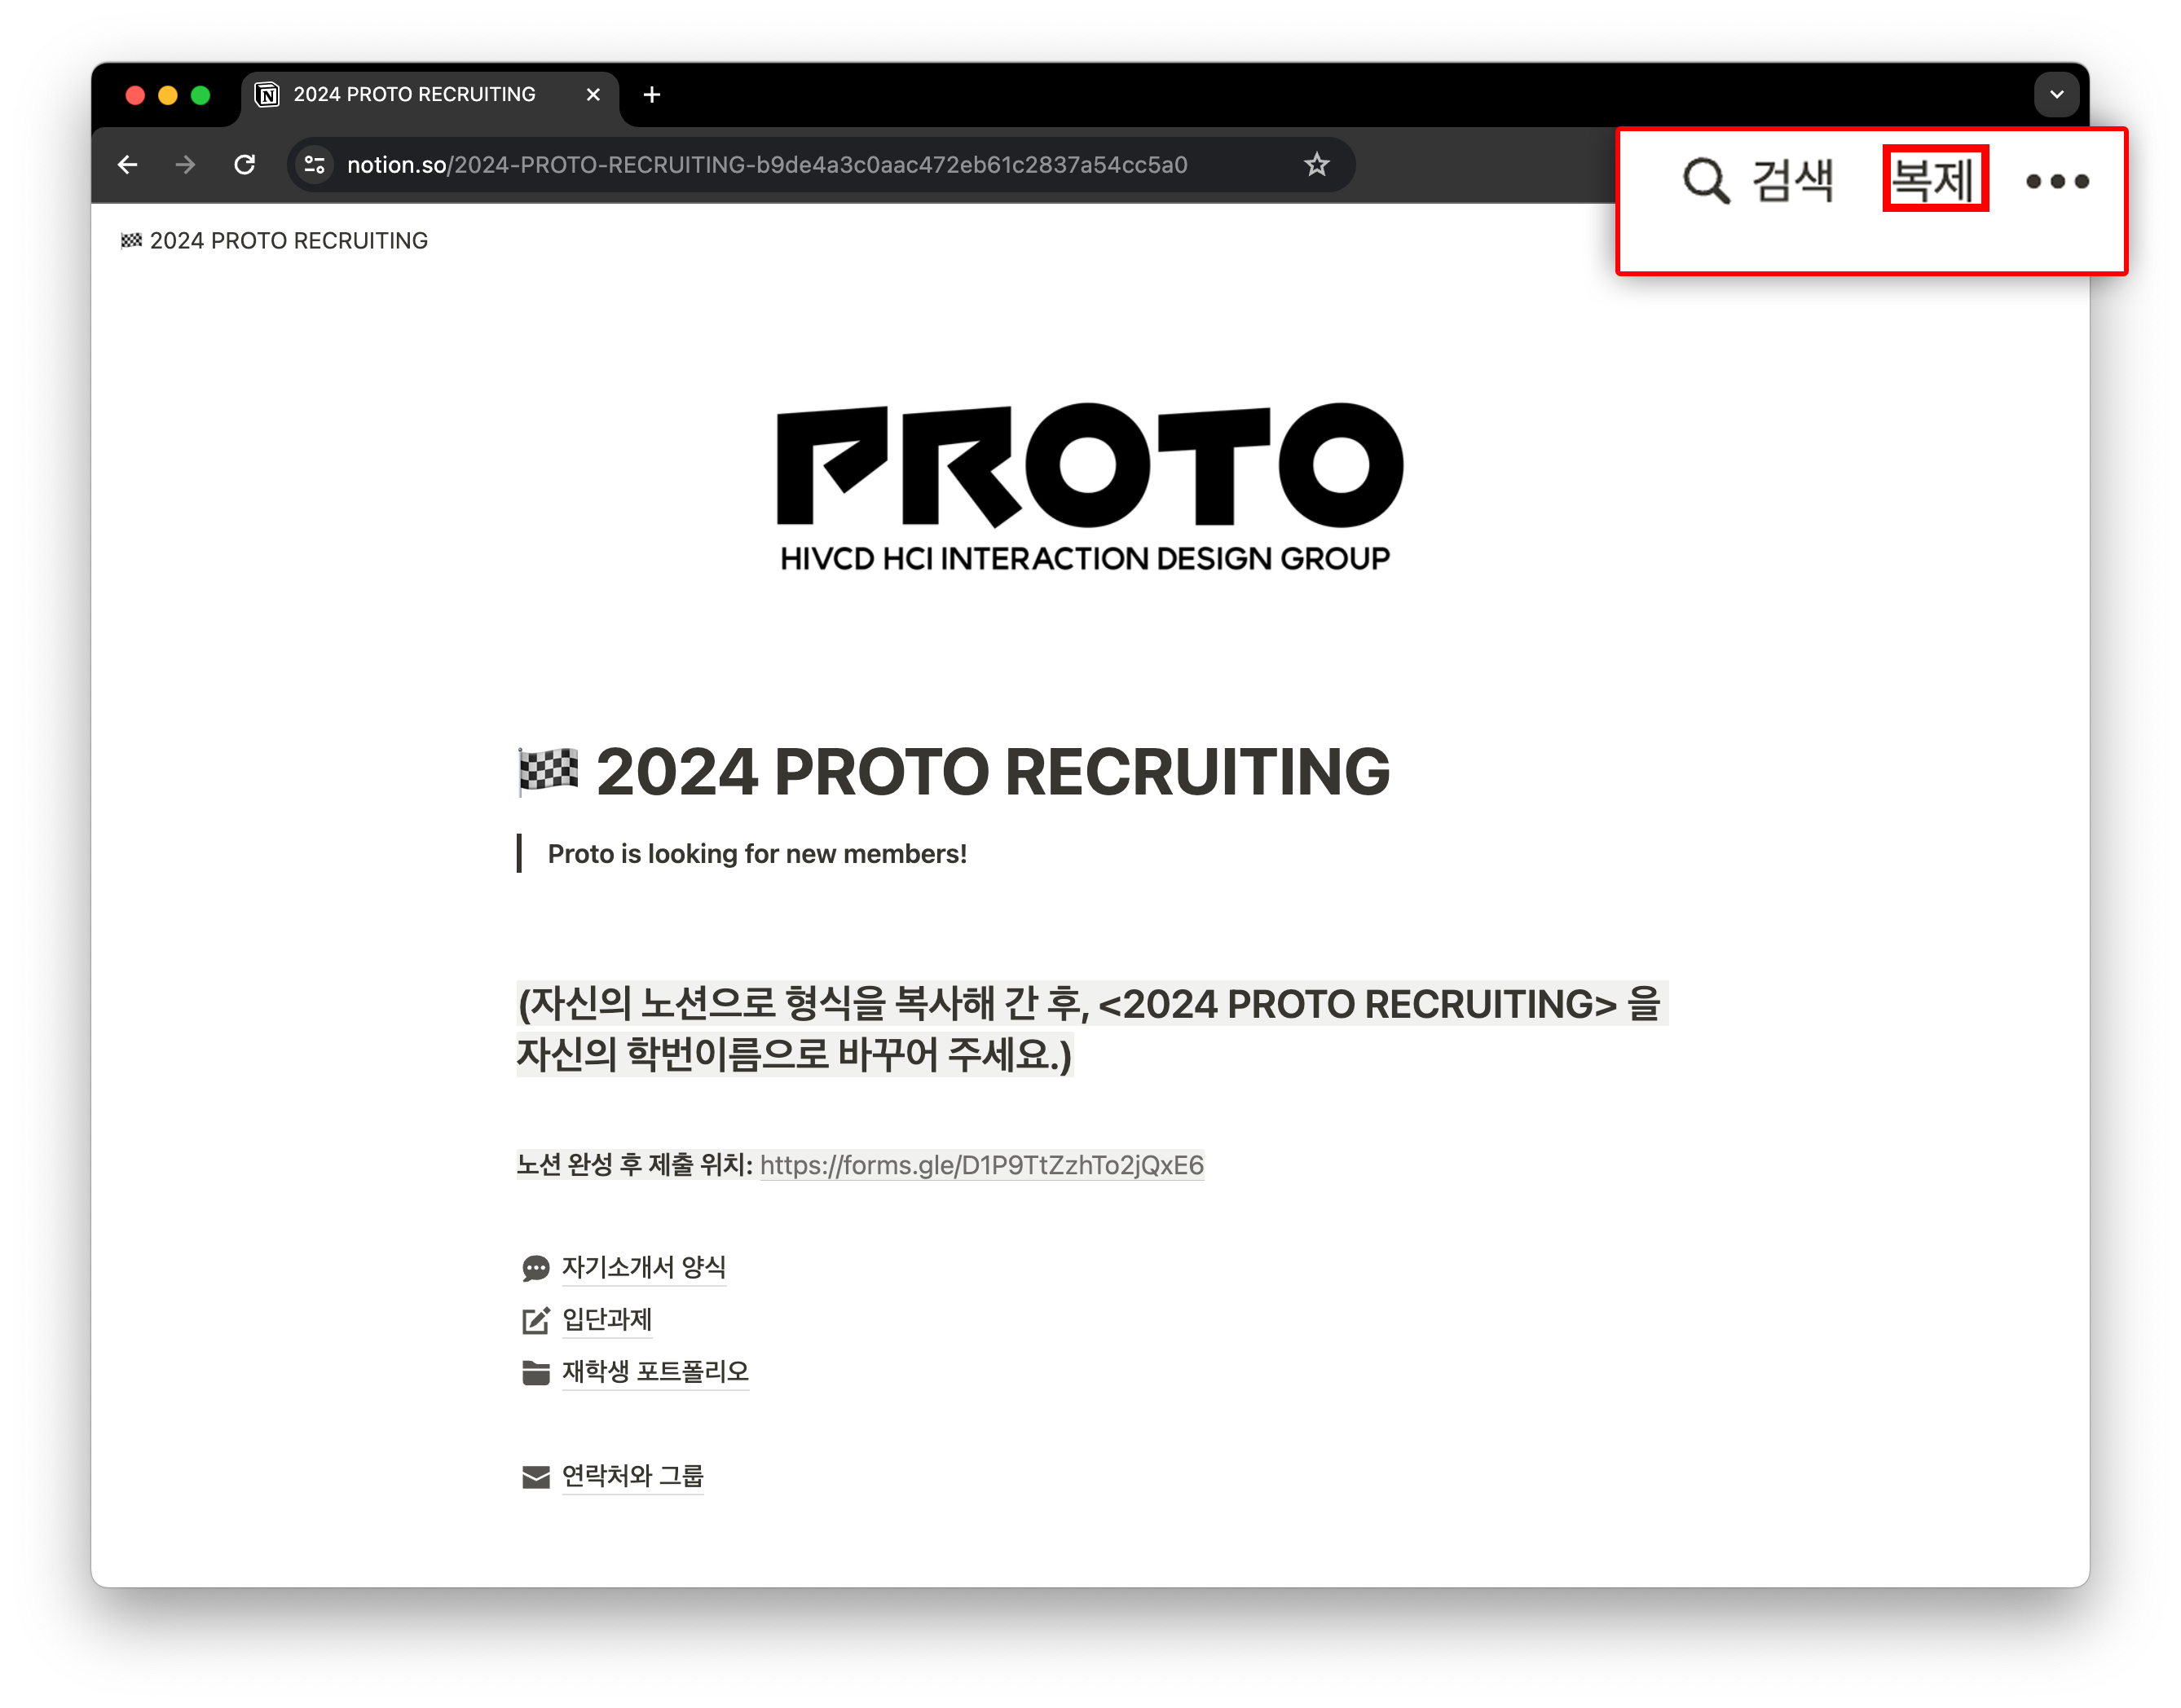 2024 PROTO RECRUITING
notion.so/2024-PROTO-RECRUITING-b9de4a3c0aac472eb61c2837a54cc5a0
검색 복제
2024 PROTO RECRUITING
PROTO
HIVCD HCI INTERACTION DESIGN GROUP
2024 PROTO RECRUITING
Proto is looking for new members!
(자신의 노션으로 형식을 복사해 간 후, <2024 PROTO RECRUITING> 을
자신의 학번이름으로 바꾸어 주세요.)
노션 완성 후 제출 위치: https://forms.gle/D1P9TtZzhTo2jQxE6
자기소개서 양식
입단과제
재학생 포트폴리오
연락처와 그룹